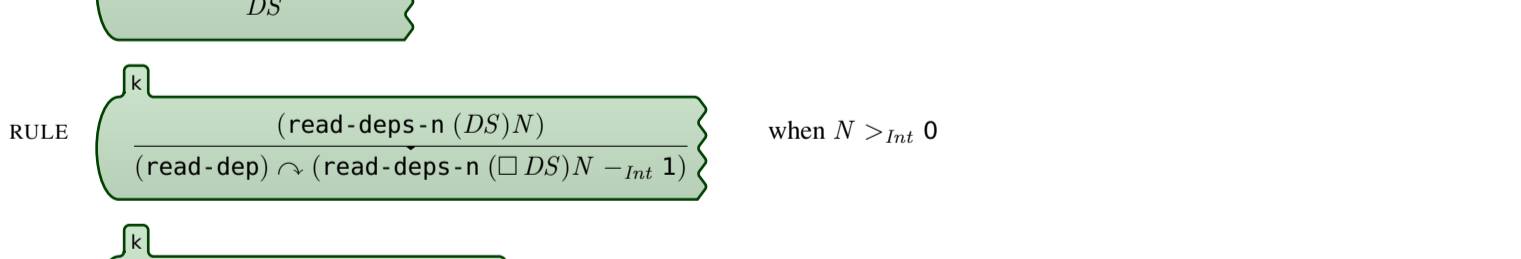 DS
k
(read-deps-n (DS)N)
RULE when N >Int 0
(read-dep) ↷ (read-deps-n (□ DS)N −Int 1)
k